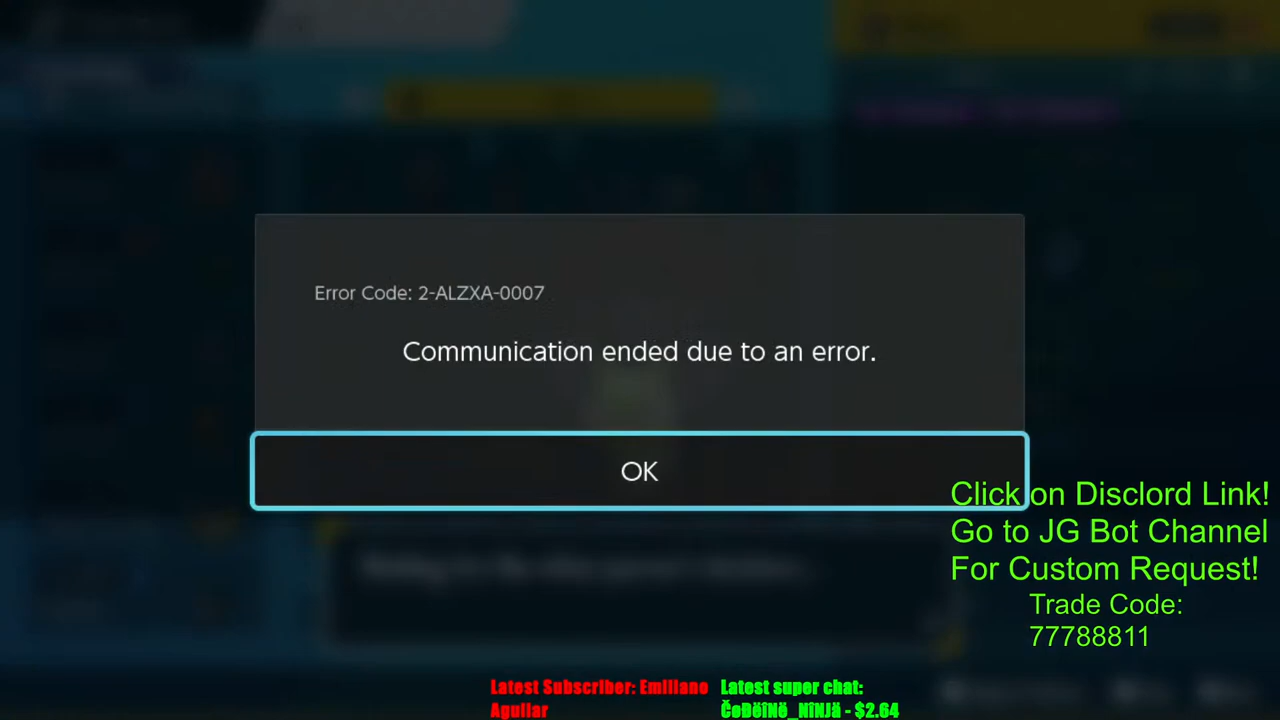 Error Code: 2-ALZXA-0007
Communication ended due to an error.
OK
Click on Disclord Link!
Go to JG Bot Channel
For Custom Request!
Trade Code:
77788811
Latest Subscriber: Emiliano
Aguilar
Latest super chat:
ČoÐëîNë_NîNJä - $2.64